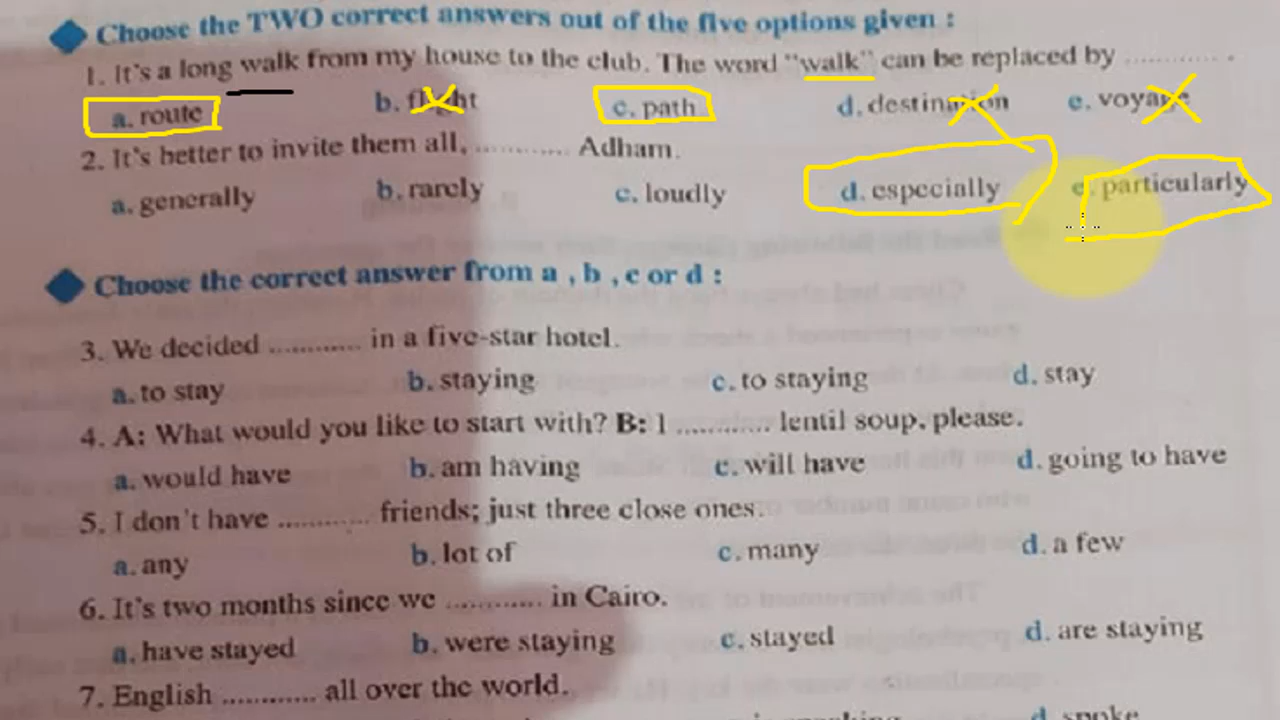 Choose the TWO correct answers out of the five options given :
1. It's a long walk from my house to the club. The word "walk" can be replaced by ............ .
a. route b. flight c. path d. destination e. voyage
2. It's better to invite them all, ............ Adham.
a. generally b. rarely c. loudly d. especially e. particularly
Choose the correct answer from a , b , c or d :
3. We decided ............ in a five-star hotel.
a. to stay b. staying c. to staying d. stay
4. A: What would you like to start with? B: I ............ lentil soup, please.
a. would have b. am having c. will have d. going to have
5. I don't have ............ friends; just three close ones.
a. any b. lot of c. many d. a few
6. It's two months since we ............ in Cairo.
a. have stayed b. were staying c. stayed d. are staying
7. English ............ all over the world.
d. spoke